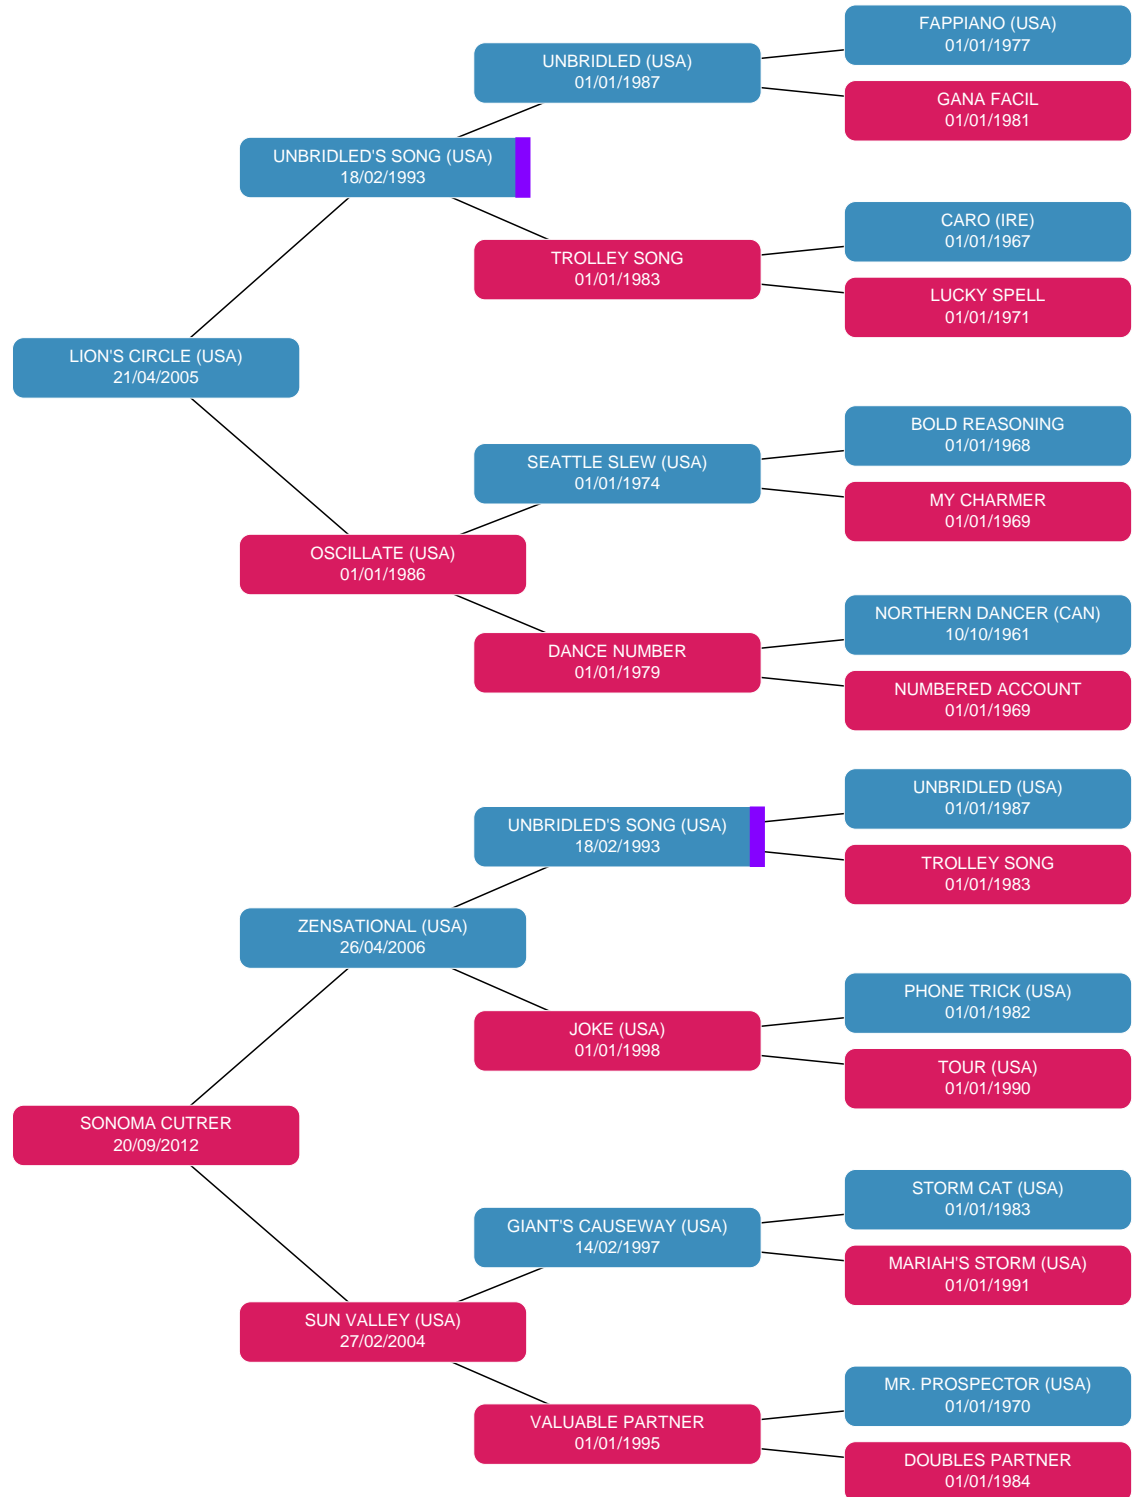 FAPPIANO (USA)
01/01/1977
UNBRIDLED (USA)
01/01/1987
GANA FACIL
01/01/1981
UNBRIDLED'S SONG (USA)
18/02/1993
CARO (IRE)
01/01/1967
TROLLEY SONG
01/01/1983
LUCKY SPELL
01/01/1971
LION'S CIRCLE (USA)
21/04/2005
BOLD REASONING
01/01/1968
SEATTLE SLEW (USA)
01/01/1974
MY CHARMER
01/01/1969
OSCILLATE (USA)
01/01/1986
NORTHERN DANCER (CAN)
10/10/1961
DANCE NUMBER
01/01/1979
NUMBERED ACCOUNT
01/01/1969
UNBRIDLED (USA)
01/01/1987
UNBRIDLED'S SONG (USA)
18/02/1993
TROLLEY SONG
01/01/1983
ZENSATIONAL (USA)
26/04/2006
PHONE TRICK (USA)
01/01/1982
JOKE (USA)
01/01/1998
TOUR (USA)
01/01/1990
SONOMA CUTRER
20/09/2012
STORM CAT (USA)
01/01/1983
GIANT'S CAUSEWAY (USA)
14/02/1997
MARIAH'S STORM (USA)
01/01/1991
SUN VALLEY (USA)
27/02/2004
MR. PROSPECTOR (USA)
01/01/1970
VALUABLE PARTNER
01/01/1995
DOUBLES PARTNER
01/01/1984